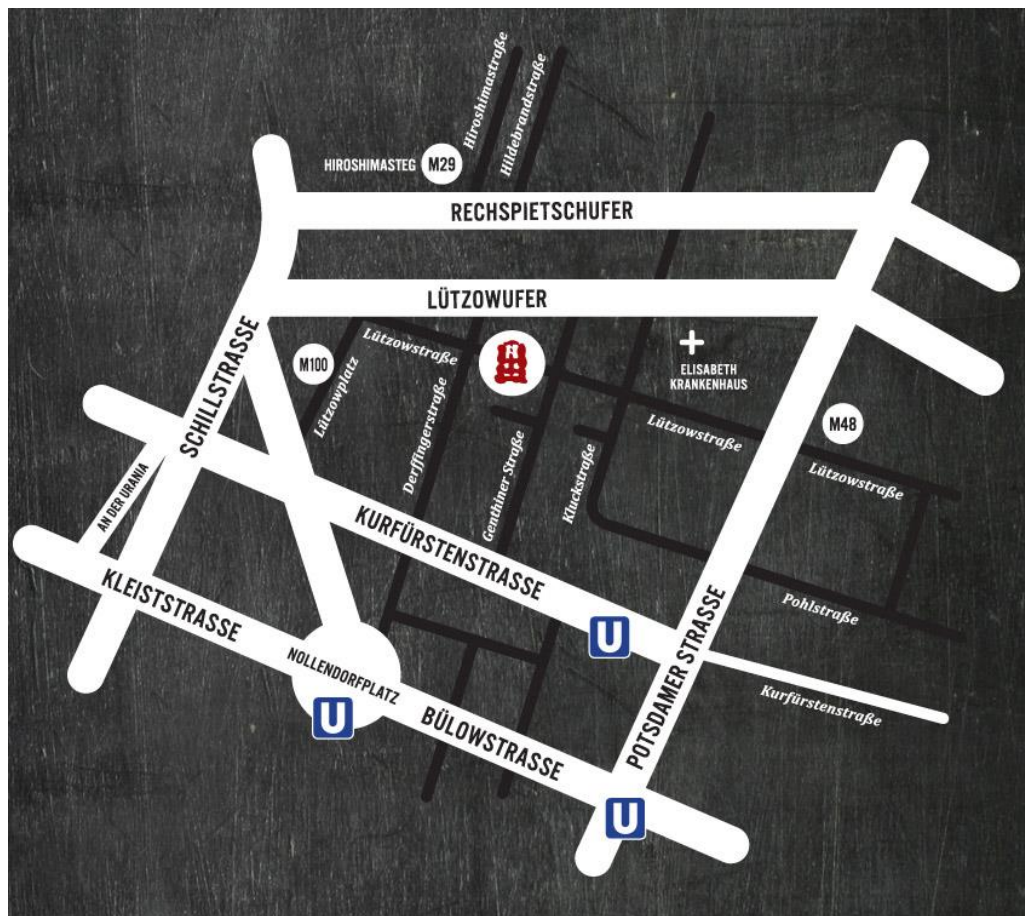 Hiroshimastraße
Hildebrandstraße
HIROSHIMASTEG
M29
RECHSPIETSCHUFER
LÜTZOWUFER
SCHILLSTRASSE
M100
Lützowplatz
Lützowstraße
Derfflingerstraße
ELISABETH
KRANKENHAUS
M48
Lützowstraße
Lützowstraße
Genthiner Straße
Kluckstraße
AN DER URANIA
KURFÜRSTENSTRASSE
KLEISTSTRASSE
NOLLENDORFPLATZ
U
U
BÜLOWSTRASSE
POTSDAMER STRASSE
Pohlstraße
Kurfürstenstraße
U